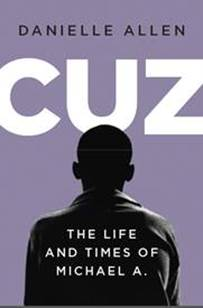 DANIELLE ALLEN
CUZ
THE LIFE
AND TIMES OF
MICHAEL A.